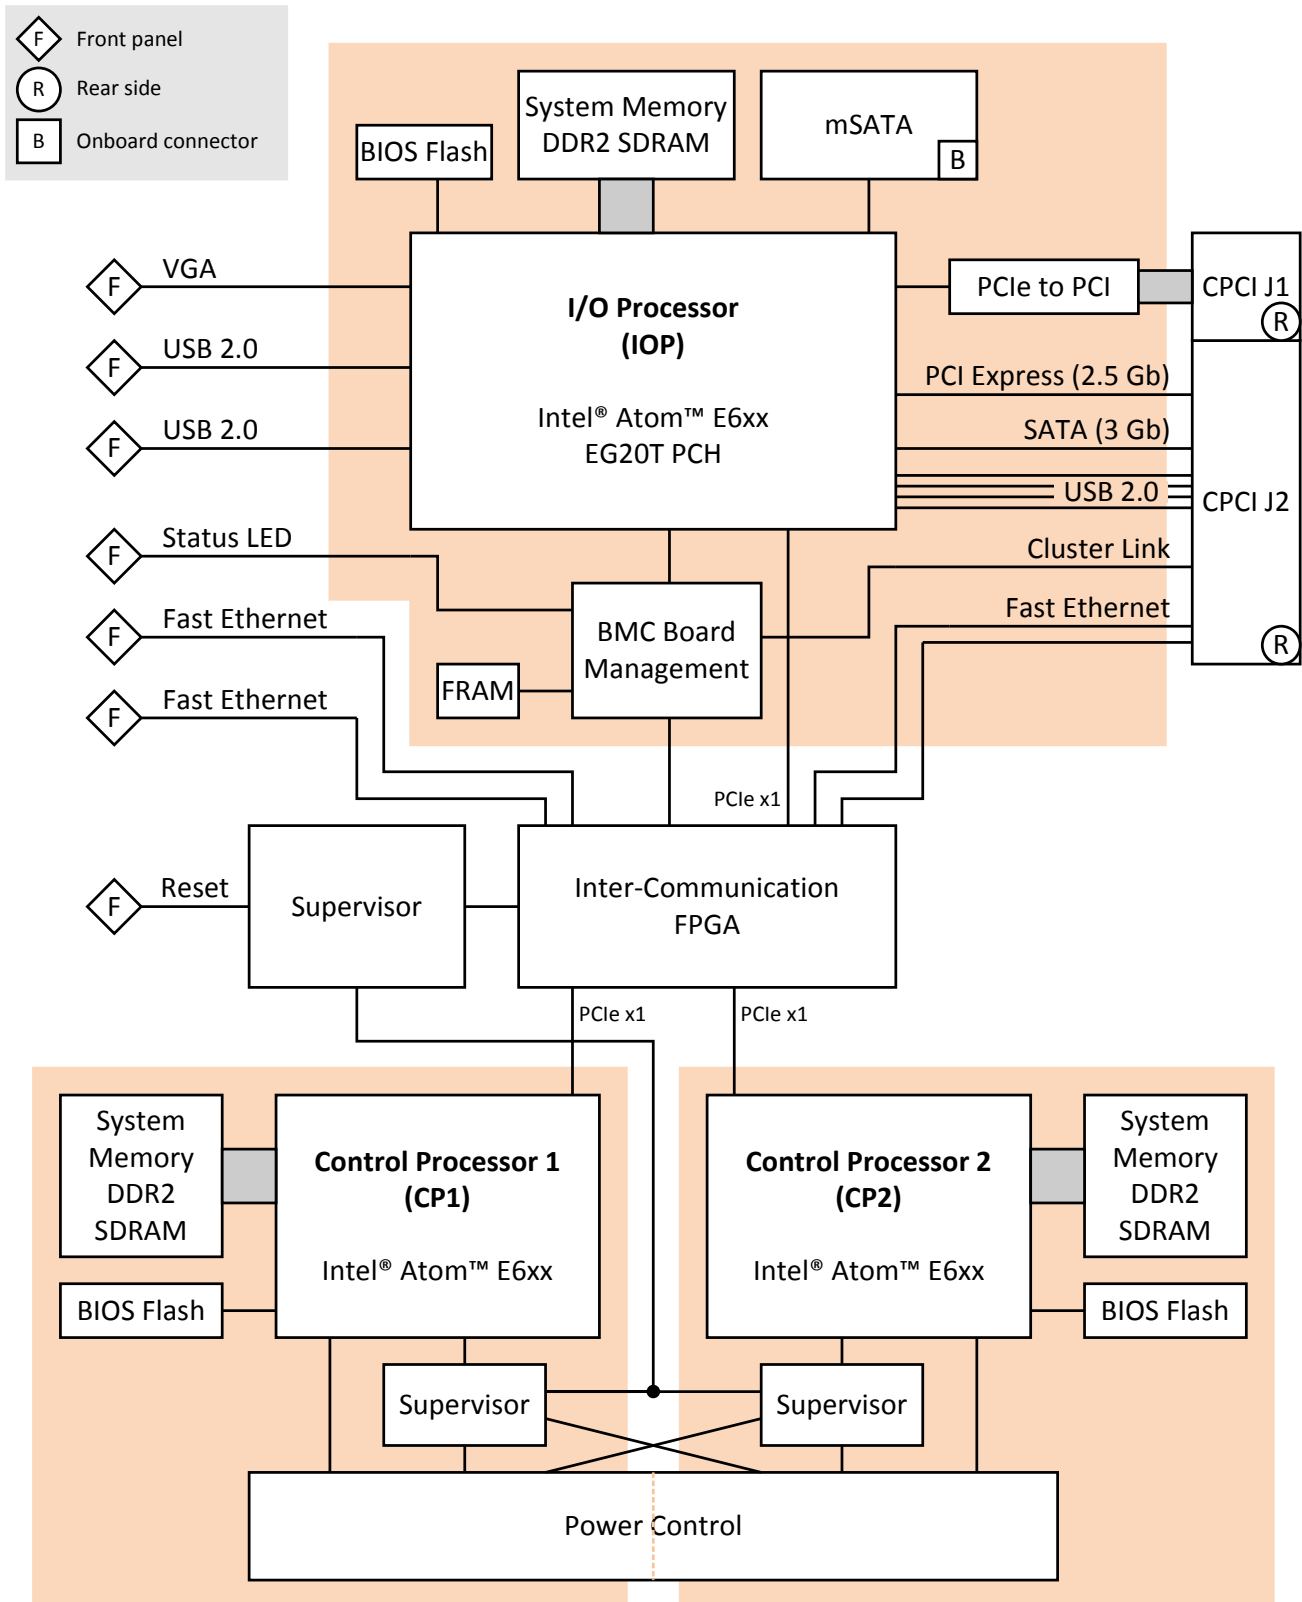 F Front panel
R Rear side
B Onboard connector
System Memory
DDR2 SDRAM
mSATA
B
BIOS Flash
F VGA
F USB 2.0
F USB 2.0
I/O Processor
(IOP)
Intel® Atom™ E6xx
EG20T PCH
PCIe to PCI
CPCI J1
R
PCI Express (2.5 Gb)
SATA (3 Gb)
USB 2.0
CPCI J2
Cluster Link
Fast Ethernet
R
F Status LED
F Fast Ethernet
F Fast Ethernet
BMC Board
Management
FRAM
PCIe x1
F Reset
Supervisor
Inter-Communication
FPGA
PCIe x1
PCIe x1
System
Memory
DDR2
SDRAM
BIOS Flash
Control Processor 1
(CP1)
Intel® Atom™ E6xx
Control Processor 2
(CP2)
Intel® Atom™ E6xx
System
Memory
DDR2
SDRAM
BIOS Flash
Supervisor
Supervisor
Power Control